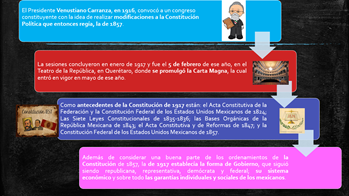 El Presidente Venustiano Carranza, en 1916, convocó a un congreso
constituyente con la idea de realizar modificaciones a la Constitución
Política que entonces regía, la de 1857
La sesiones concluyeron en enero de 1917 y fue el 5 de febrero de ese año, en el
Teatro de la República, en Querétaro, donde se promulgó la Carta Magna, la cual
entró en vigor en mayo de ese año.
Como antecedentes de la Constitución de 1917 están: el Acta Constitutiva de la
Federación y la Constitución Federal de los Estados Unidos Mexicanos de 1824,
Las Siete Leyes Constitucionales de 1835-1836; las Bases Orgánicas de la
República Mexicana de 1843; el Acta Constitutiva y de Reformas de 1847; y la
Constitución Federal de los Estados Unidos Mexicanos de 1857.
Además de considerar una buena parte de los ordenamientos de la
Constitución de 1857, la de 1917 establecía la forma de Gobierno, que siguió
siendo republicana, representativa, demócrata y federal; su sistema
económico y sobre todo las garantías individuales y sociales de los mexicanos.